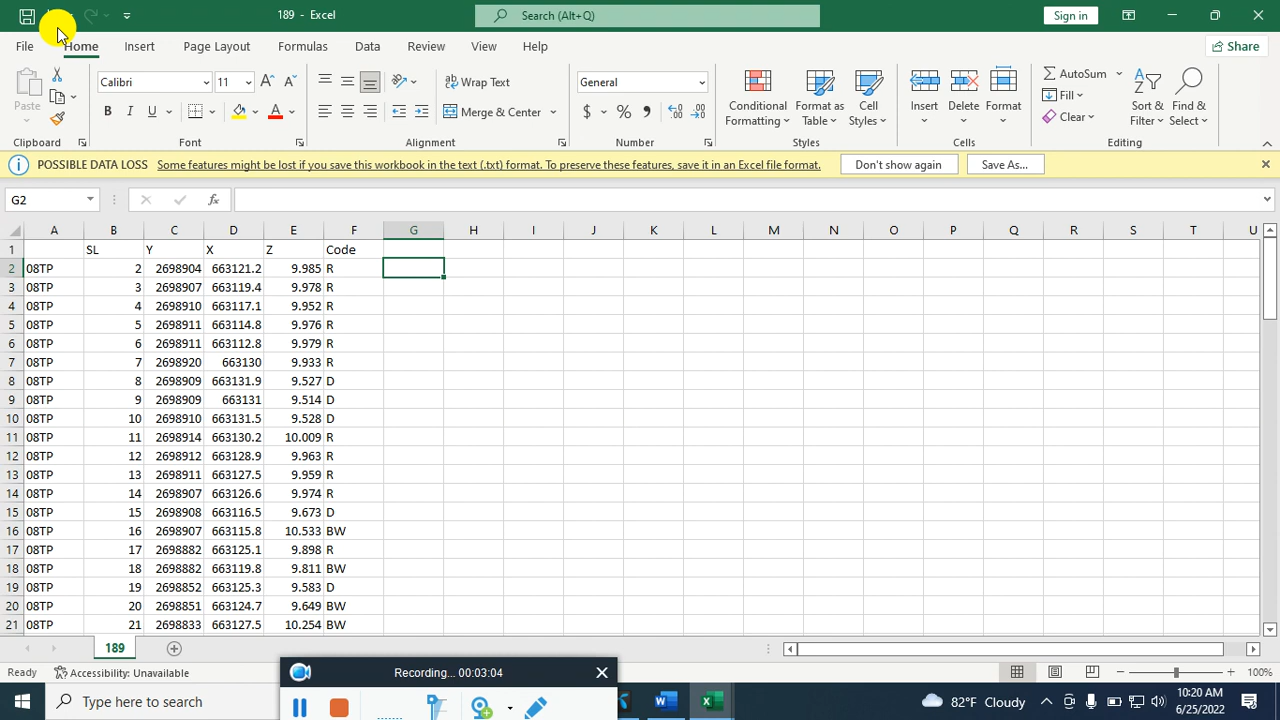 189 - Excel
Search (Alt+Q)
Sign in
File Home Insert Page Layout Formulas Data Review View Help
Share
Paste
Calibri 11
B I U
A A
Wrap Text
Merge & Center
General
$ % ,
Conditional Formatting
Format as Table
Cell Styles
Insert Delete Format
AutoSum
Fill
Clear
Sort & Filter
Find & Select
Clipboard Font Alignment Number Styles Cells Editing
POSSIBLE DATA LOSS Some features might be lost if you save this workbook in the text (.txt) format. To preserve these features, save it in an Excel file format. Don't show again Save As...
G2 fx
A B C D E F G H I J K L M N O P Q R S T U
1 SL Y X Z Code
2 08TP 2 2698904 663121.2 9.985 R
3 08TP 3 2698907 663119.4 9.978 R
4 08TP 4 2698910 663117.1 9.952 R
5 08TP 5 2698911 663114.8 9.976 R
6 08TP 6 2698911 663112.8 9.979 R
7 08TP 7 2698920 663130 9.933 R
8 08TP 8 2698909 663131.9 9.527 D
9 08TP 9 2698909 663131 9.514 D
10 08TP 10 2698910 663131.5 9.528 D
11 08TP 11 2698914 663130.2 10.009 R
12 08TP 12 2698912 663128.9 9.963 R
13 08TP 13 2698911 663127.5 9.959 R
14 08TP 14 2698907 663126.6 9.974 R
15 08TP 15 2698908 663116.5 9.673 D
16 08TP 16 2698907 663115.8 10.533 BW
17 08TP 17 2698882 663125.1 9.898 R
18 08TP 18 2698882 663119.8 9.811 BW
19 08TP 19 2698852 663125.3 9.583 D
20 08TP 20 2698851 663124.7 9.649 BW
21 08TP 21 2698833 663127.5 10.254 BW
189
Ready Accessibility: Unavailable
100%
Recording... 00:03:04
Type here to search
82°F Cloudy
10:20 AM
6/25/2022